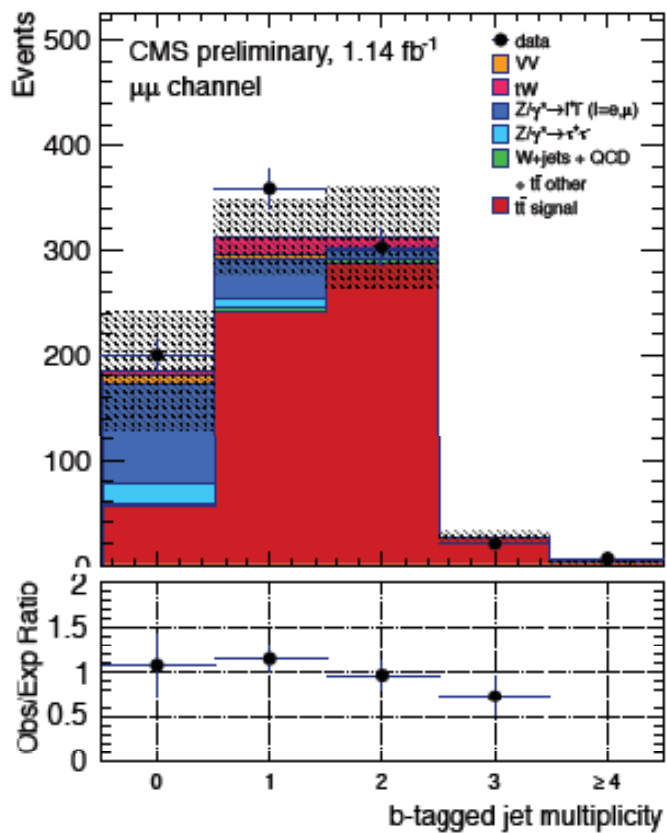 Events
500
400
300
200
100
0
CMS preliminary, 1.14 fb⁻¹
μμ channel
data
VV
tW
Z/γ*→l⁺l⁻ (l=e,μ)
Z/γ*→τ⁺τ⁻
W+jets + QCD
+ tt̄ other
tt̄ signal
Obs/Exp Ratio
2
1.5
1
0.5
0
0 1 2 3 ≥4
b-tagged jet multiplicity